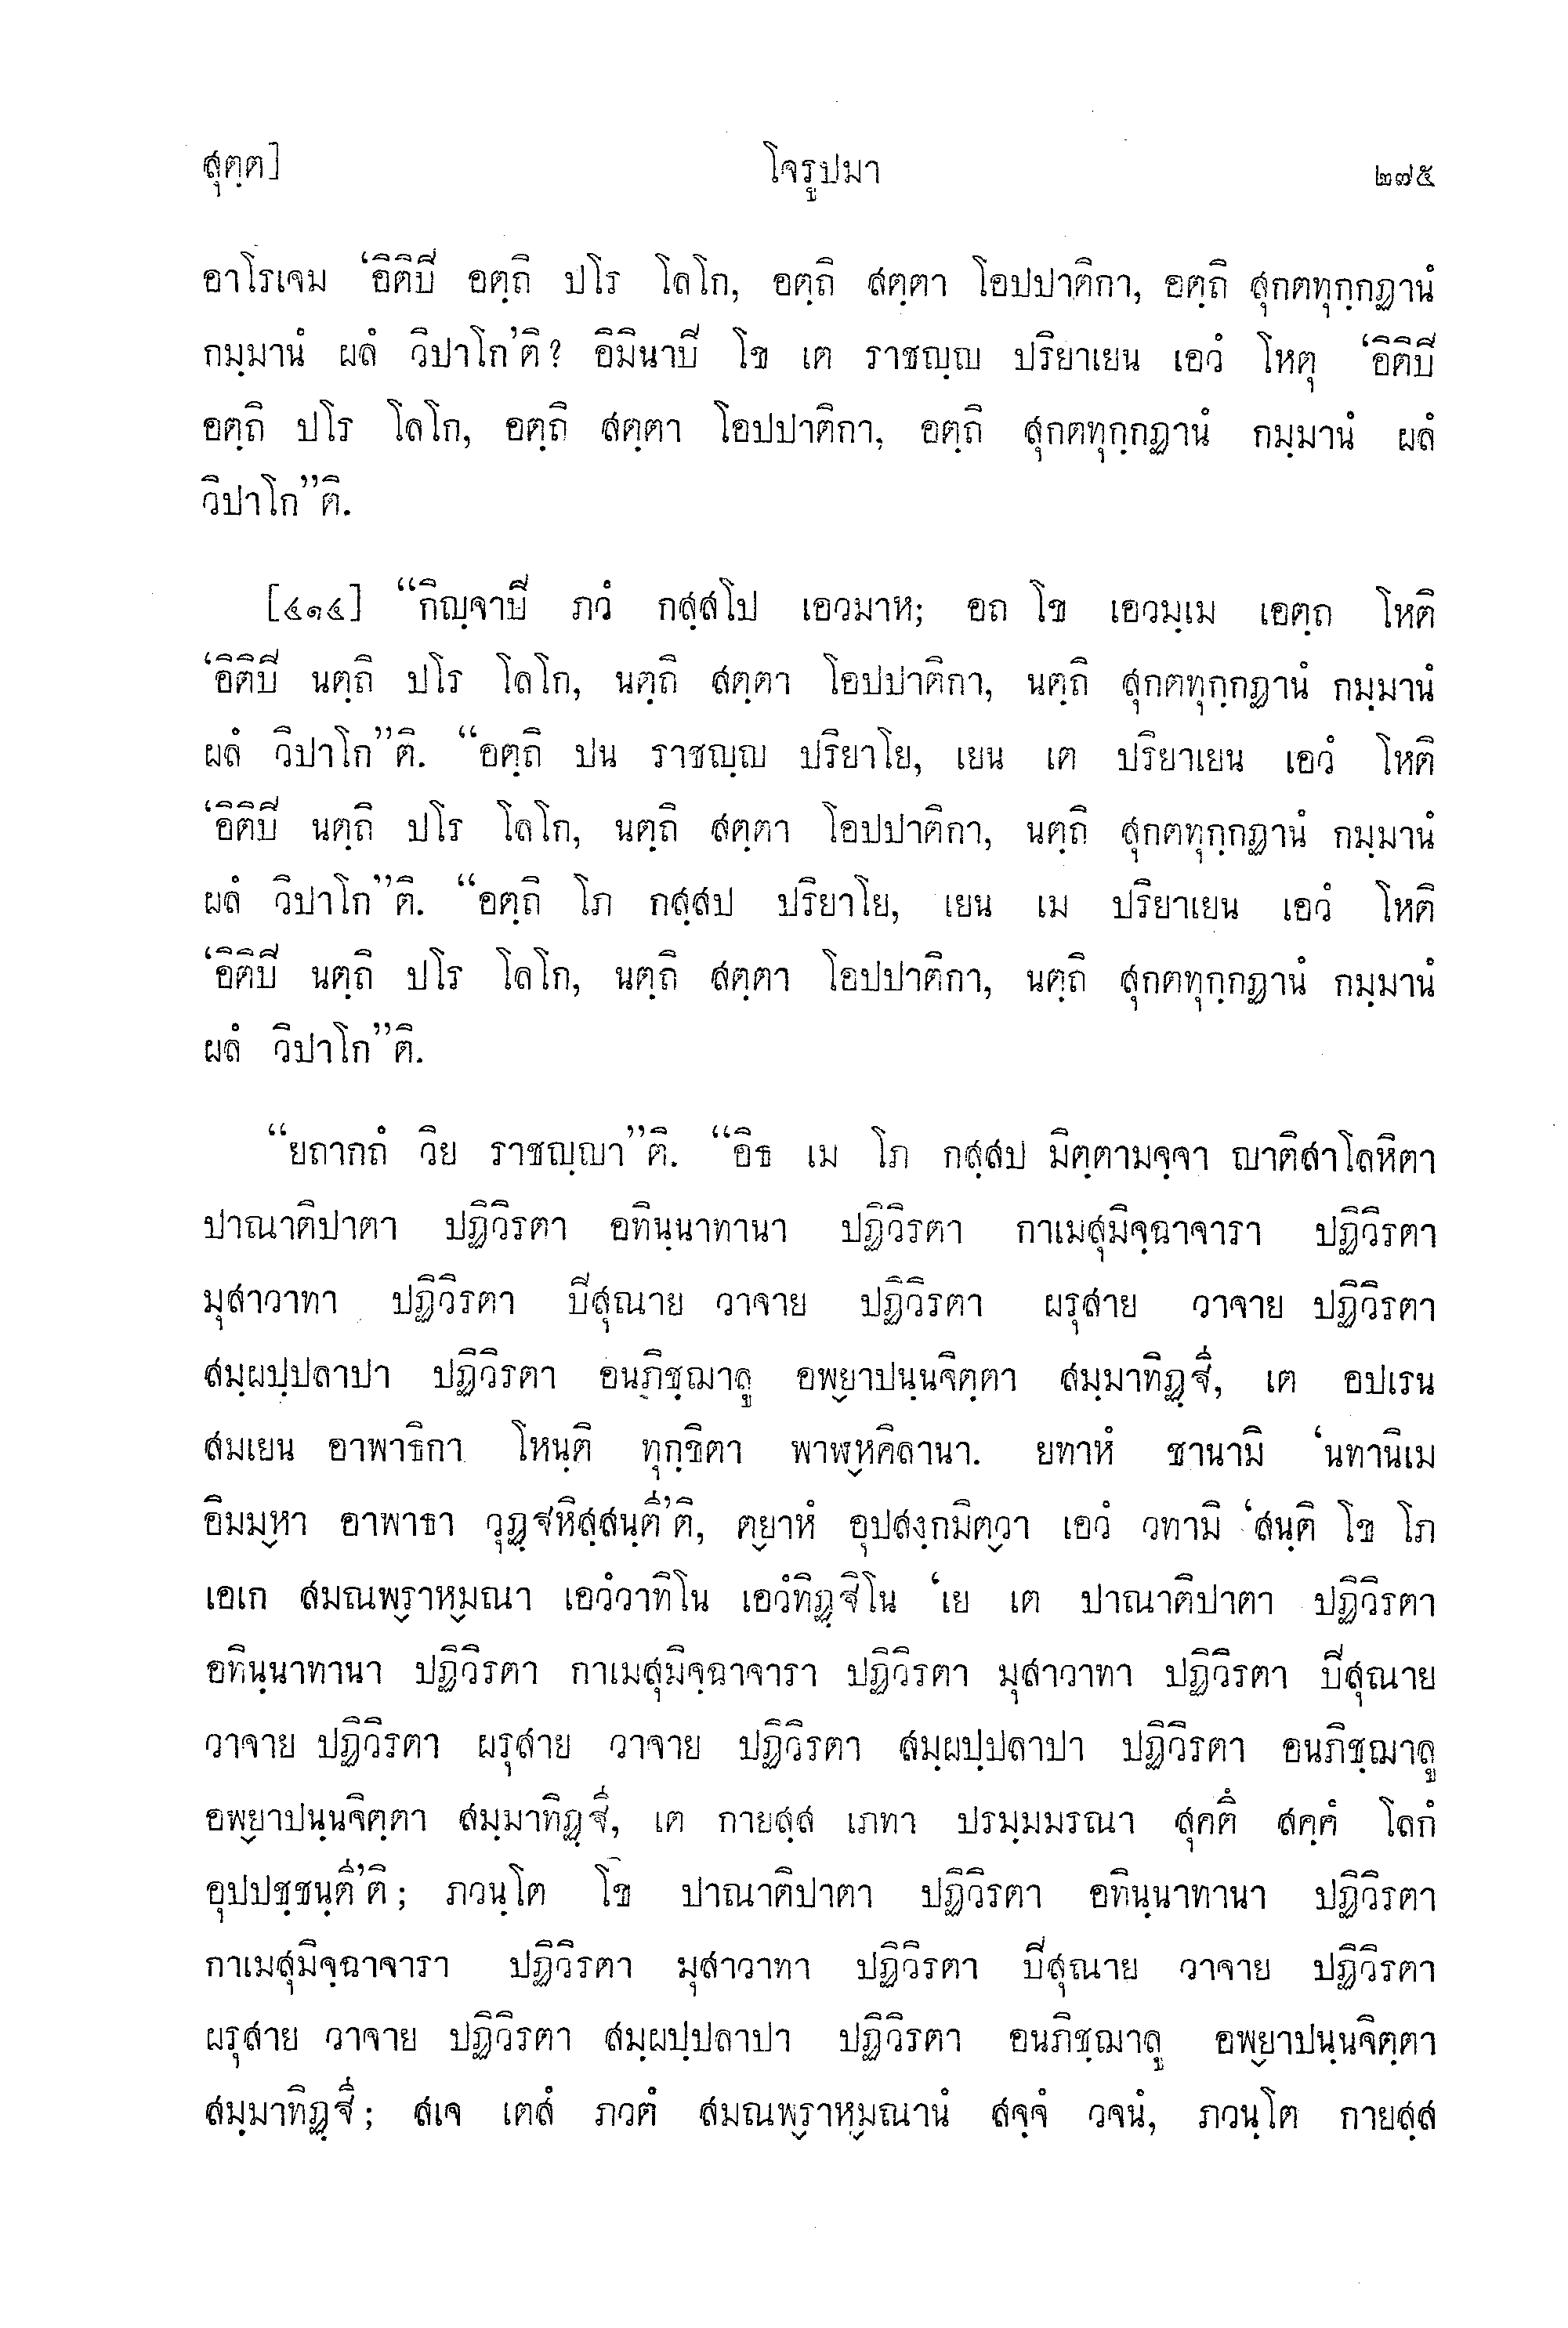 สุตฺต] โจรูปมา ๒๗๕
อาโรเจม ‘อิติปิ อตฺถิ ปโร โลโก, อตฺถิ สตฺตา โอปปาติกา, อตฺถิ สุกตทุกฺกฏานํ
กมฺมานํ ผลํ วิปาโก’ติ? อิมินาปิ โข เต ราชญฺญ ปริยาเยน เอวํ โหตุ ‘อิติปิ
อตฺถิ ปโร โลโก, อตฺถิ สตฺตา โอปปาติกา, อตฺถิ สุกตทุกฺกฏานํ กมฺมานํ ผลํ
วิปาโก”ติ.
[๔๑๔] “กิญฺจาปิ ภวํ กสฺสโป เอวมาห; อถ โข เอวมฺเม เอตฺถ โหติ
‘อิติปิ นตฺถิ ปโร โลโก, นตฺถิ สตฺตา โอปปาติกา, นตฺถิ สุกตทุกฺกฏานํ กมฺมานํ
ผลํ วิปาโก”ติ. “อตฺถิ ปน ราชญฺญ ปริยาโย, เยน เต ปริยาเยน เอวํ โหติ
‘อิติปิ นตฺถิ ปโร โลโก, นตฺถิ สตฺตา โอปปาติกา, นตฺถิ สุกตทุกฺกฏานํ กมฺมานํ
ผลํ วิปาโก”ติ. “อตฺถิ โภ กสฺสป ปริยาโย, เยน เม ปริยาเยน เอวํ โหติ
‘อิติปิ นตฺถิ ปโร โลโก, นตฺถิ สตฺตา โอปปาติกา, นตฺถิ สุกตทุกฺกฏานํ กมฺมานํ
ผลํ วิปาโก”ติ.
“ยถากถํ วิย ราชญฺญา”ติ. “อิธ เม โภ กสฺสป มิตฺตามจฺจา ญาติสาโลหิตา
ปาณาติปาตา ปฏิวิรตา อทินฺนาทานา ปฏิวิรตา กาเมสุมิจฺฉาจารา ปฏิวิรตา
มุสาวาทา ปฏิวิรตา ปิสุณาย วาจาย ปฏิวิรตา ผรุสาย วาจาย ปฏิวิรตา
สมฺผปฺปลาปา ปฏิวิรตา อนภิชฺฌาลู อพฺยาปนฺนจิตฺตา สมฺมาทิฏฺฐี, เต อปเรน
สมเยน อาพาธิกา โหนฺติ ทุกฺขิตา พาฬฺหคิลานา. ยทาหํ ชานามิ ‘นทานิเม
อิมมฺหา อาพาธา วุฏฺฐหิสฺสนฺตี’ติ, ตฺยาหํ อุปสงฺกมิตฺวา เอวํ วทามิ ‘สนฺติ โข โภ
เอเก สมณพฺราหฺมณา เอวํวาทิโน เอวํทิฏฺฐิโน ‘เย เต ปาณาติปาตา ปฏิวิรตา
อทินฺนาทานา ปฏิวิรตา กาเมสุมิจฺฉาจารา ปฏิวิรตา มุสาวาทา ปฏิวิรตา ปิสุณาย
วาจาย ปฏิวิรตา ผรุสาย วาจาย ปฏิวิรตา สมฺผปฺปลาปา ปฏิวิรตา อนภิชฺฌาลู
อพฺยาปนฺนจิตฺตา สมฺมาทิฏฺฐี, เต กายสฺส เภทา ปรมฺมรณา สุคตึ สคฺคํ โลกํ
อุปปชฺชนฺตี’ติ; ภวนฺโต โข ปาณาติปาตา ปฏิวิรตา อทินฺนาทานา ปฏิวิรตา
กาเมสุมิจฺฉาจารา ปฏิวิรตา มุสาวาทา ปฏิวิรตา ปิสุณาย วาจาย ปฏิวิรตา
ผรุสาย วาจาย ปฏิวิรตา สมฺผปฺปลาปา ปฏิวิรตา อนภิชฺฌาลู อพฺยาปนฺนจิตฺตา
สมฺมาทิฏฺฐี; สเจ เตสํ ภวตํ สมณพฺราหฺมณานํ สจฺจํ วจนํ, ภวนฺโต กายสฺส